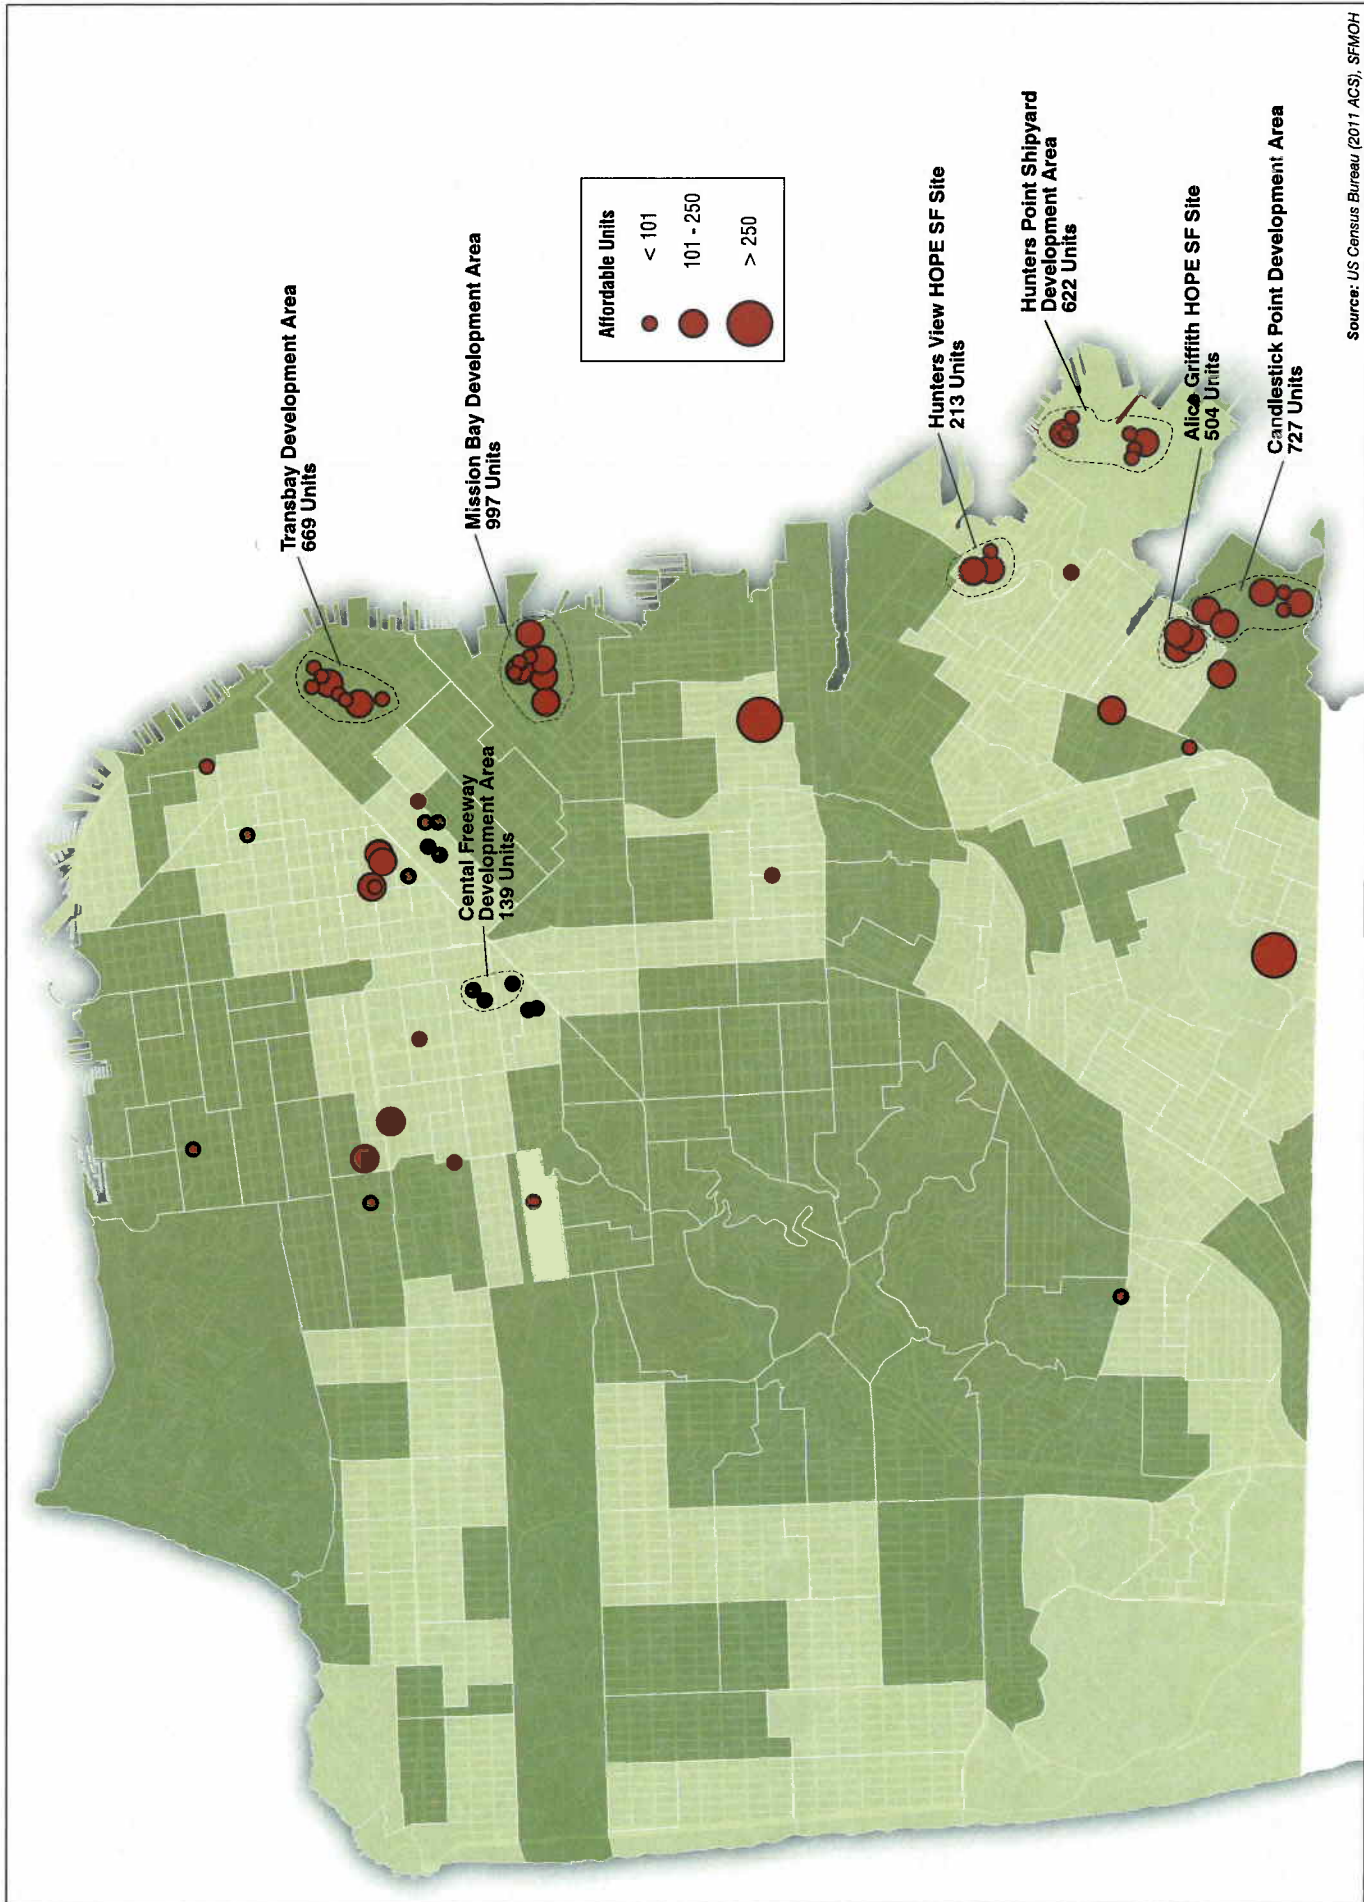 Transbay Development Area
669 Units
Mission Bay Development Area
997 Units
Affordable Units
< 101
101 - 250
> 250
Cental Freeway
Development Area
139 Units
Hunters View HOPE SF Site
213 Units
Hunters Point Shipyard
Development Area
622 Units
Alice Griffith HOPE SF Site
504 Units
Candlestick Point Development Area
727 Units
Source: US Census Bureau (2011 ACS), SFMOH